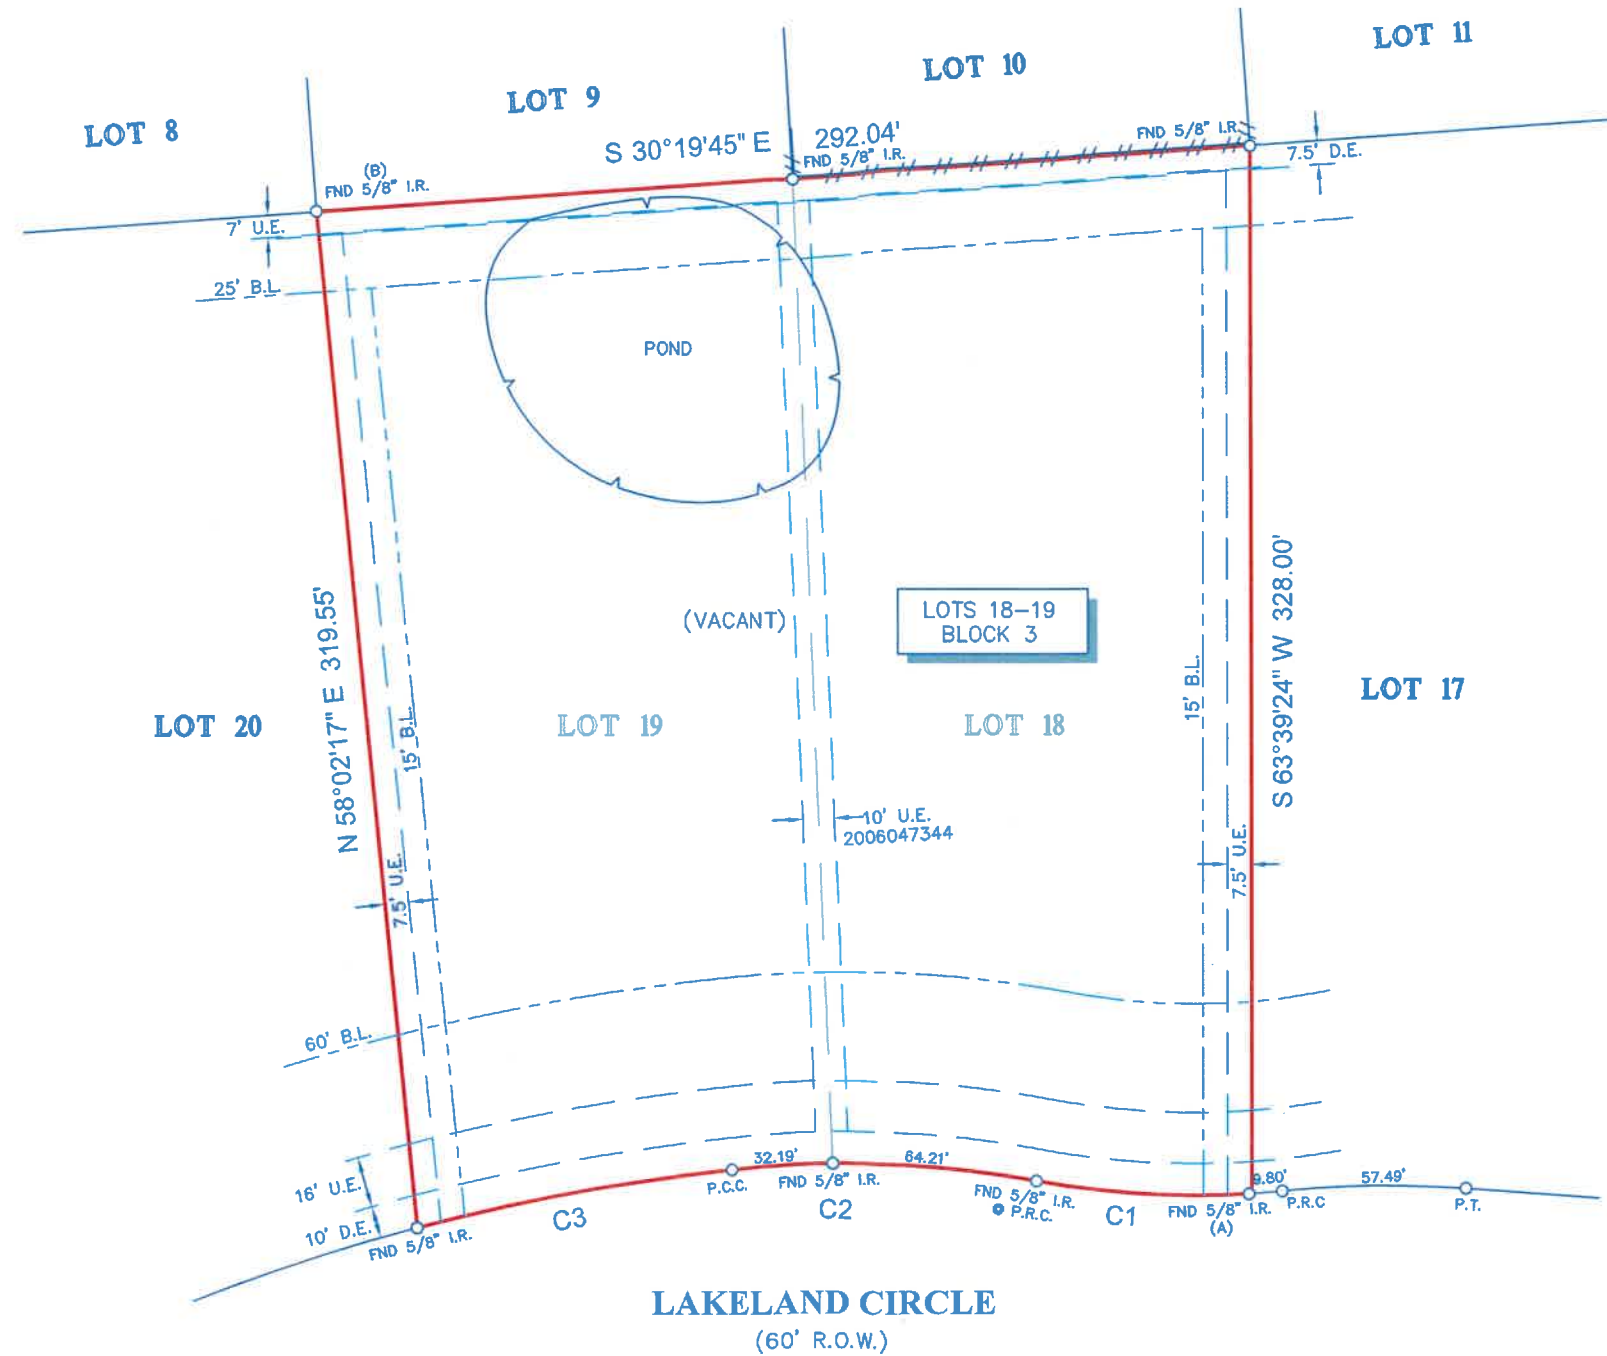 LOT 8
LOT 9
LOT 10
LOT 11
S 30°19'45" E 292.04'
(B)
FND 5/8" I.R.
FND 5/8" I.R.
FND 5/8" I.R.
7.5' D.E.
7' U.E.
25' B.L.
POND
(VACANT)
LOTS 18-19
BLOCK 3
N 58°02'17" E 319.55'
S 63°39'24" W 328.00'
LOT 20
15' B.L.
LOT 19
LOT 18
15' B.L.
LOT 17
10' U.E.
2006047344
7.5' U.E.
7.5' U.E.
60' B.L.
16' U.E.
10' D.E.
FND 5/8" I.R.
C3
32.19'
P.C.C.
FND 5/8" I.R.
C2
64.21'
FND 5/8" I.R.
P.R.C.
C1
FND 5/8" I.R.
(A)
9.80'
P.R.C
57.49'
P.T.
LAKELAND CIRCLE
(60' R.O.W.)